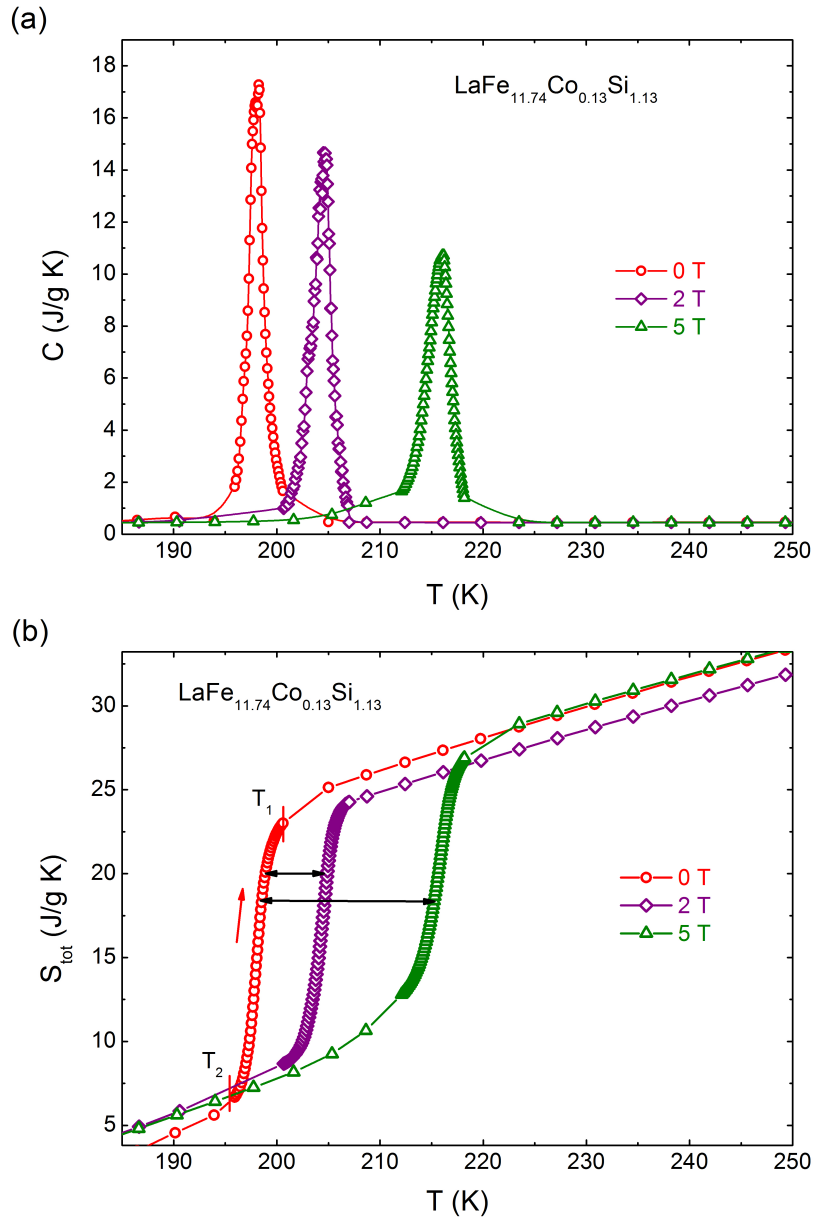 (a)
18
16
14
12
10
8
6
4
2
0
C (J/g K)
LaFe11.74Co0.13Si1.13
0 T
2 T
5 T
190 200 210 220 230 240 250
T (K)
(b)
30
25
20
15
10
5
Stot (J/g K)
LaFe11.74Co0.13Si1.13
T1
T2
0 T
2 T
5 T
190 200 210 220 230 240 250
T (K)